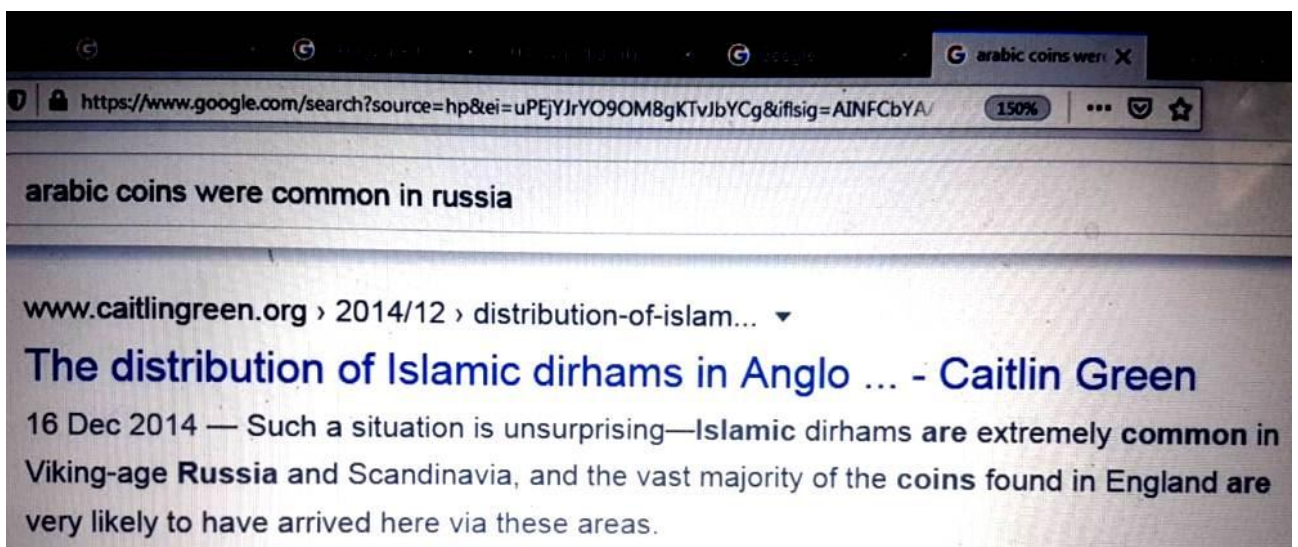 arabic coins wer
https://www.google.com/search?source=hp&ei=uPEjYJrYO9OM8gKTvJbYCg&iflsig=AINFCbYA/
150%
arabic coins were common in russia
www.caitlingreen.org › 2014/12 › distribution-of-islam...
The distribution of Islamic dirhams in Anglo ... - Caitlin Green
16 Dec 2014 — Such a situation is unsurprising—Islamic dirhams are extremely common in
Viking-age Russia and Scandinavia, and the vast majority of the coins found in England are
very likely to have arrived here via these areas.